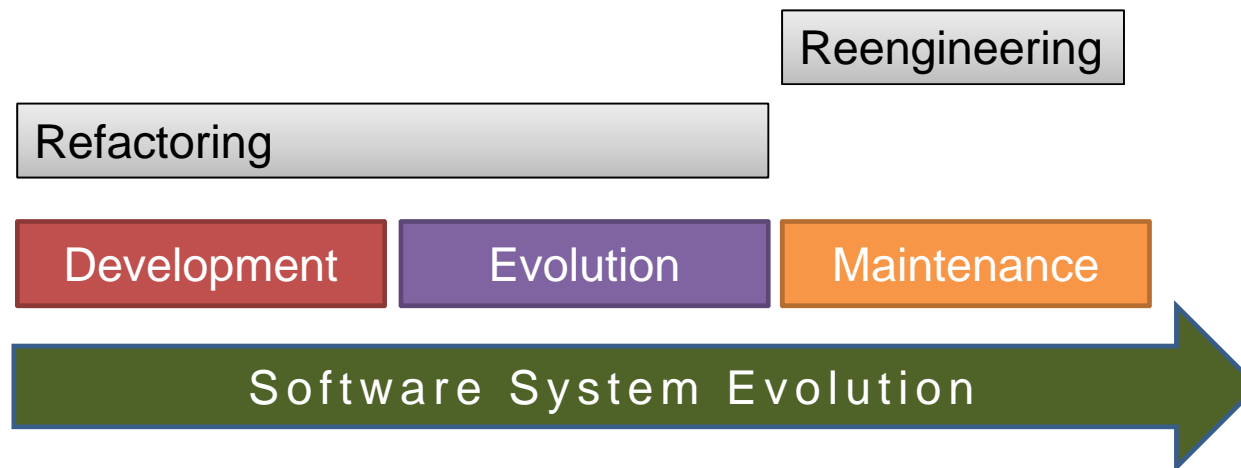 Reengineering
Refactoring
Development
Evolution
Maintenance
Software System Evolution